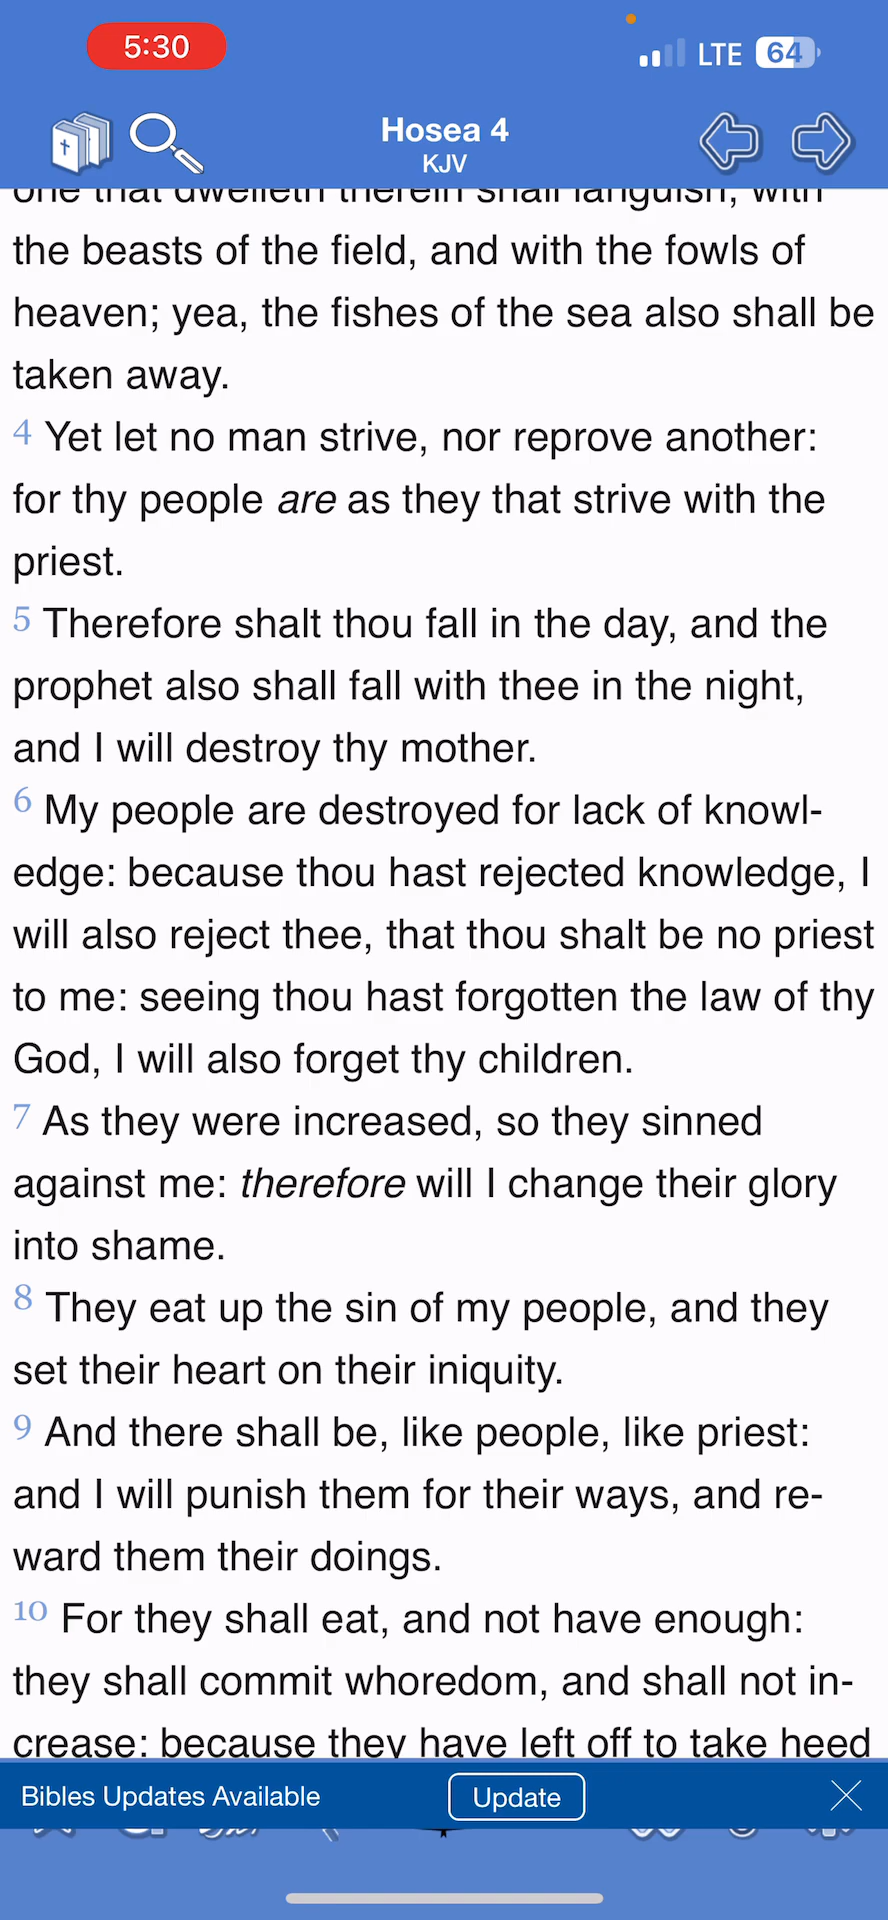 5:30
LTE 64
Hosea 4
KJV
one that dwelleth therein shall languish, with
the beasts of the field, and with the fowls of
heaven; yea, the fishes of the sea also shall be
taken away.
4 Yet let no man strive, nor reprove another:
for thy people are as they that strive with the
priest.
5 Therefore shalt thou fall in the day, and the
prophet also shall fall with thee in the night,
and I will destroy thy mother.
6 My people are destroyed for lack of knowl-
edge: because thou hast rejected knowledge, I
will also reject thee, that thou shalt be no priest
to me: seeing thou hast forgotten the law of thy
God, I will also forget thy children.
7 As they were increased, so they sinned
against me: therefore will I change their glory
into shame.
8 They eat up the sin of my people, and they
set their heart on their iniquity.
9 And there shall be, like people, like priest:
and I will punish them for their ways, and re-
ward them their doings.
10 For they shall eat, and not have enough:
they shall commit whoredom, and shall not in-
crease: because they have left off to take heed
Bibles Updates Available
Update